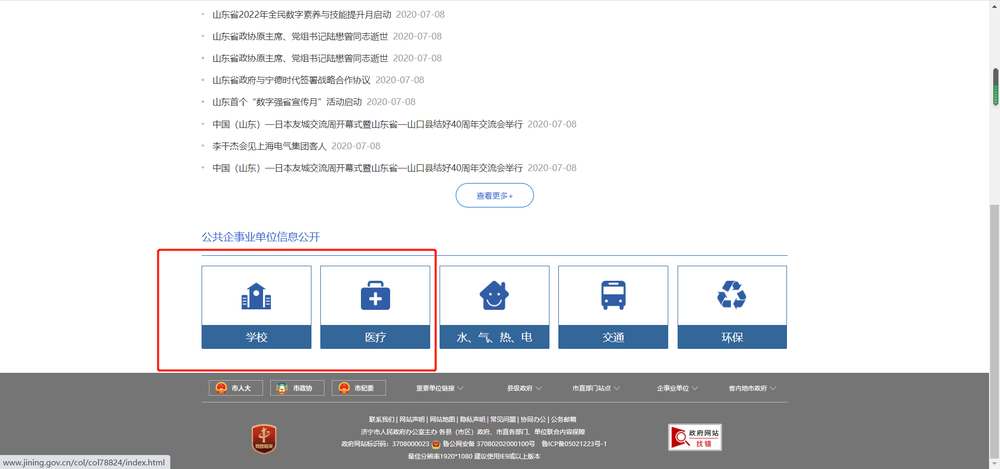 山东省2022年全民数字素养与技能提升月启动 2020-07-08
山东省政协原主席、党组书记陆懋曾同志逝世 2020-07-08
山东省政协原主席、党组书记陆懋曾同志逝世 2020-07-08
山东省政府与宁德时代签署战略合作协议 2020-07-08
山东首个“数字强省宣传月”活动启动 2020-07-08
中国（山东）—日本友城交流周开幕式暨山东省—山口县结好40周年交流会举行 2020-07-08
李干杰会见上海电气集团客人 2020-07-08
中国（山东）—日本友城交流周开幕式暨山东省—山口县结好40周年交流会举行 2020-07-08
查看更多+
公共企事业单位信息公开
学校 医疗 水、气、热、电 交通 环保
市人大 市政协 市纪委 重要单位链接 县级政府 市直部门站点 企事业单位 省内地市政府
联系我们 | 网站声明 | 网站地图 | 隐私声明 | 常见问题 | 协同办公 | 公务邮箱
济宁市人民政府办公室主办 各县（市区）政府、市直各部门、单位联合内容保障
政府网站标识码：3708000023 鲁公网安备 37080202000100号 鲁ICP备05021223号-1
最佳分辨率1920*1080 建议使用IE9或以上版本
党政机关
政府网站
找错
www.jining.gov.cn/col/col78824/index.html